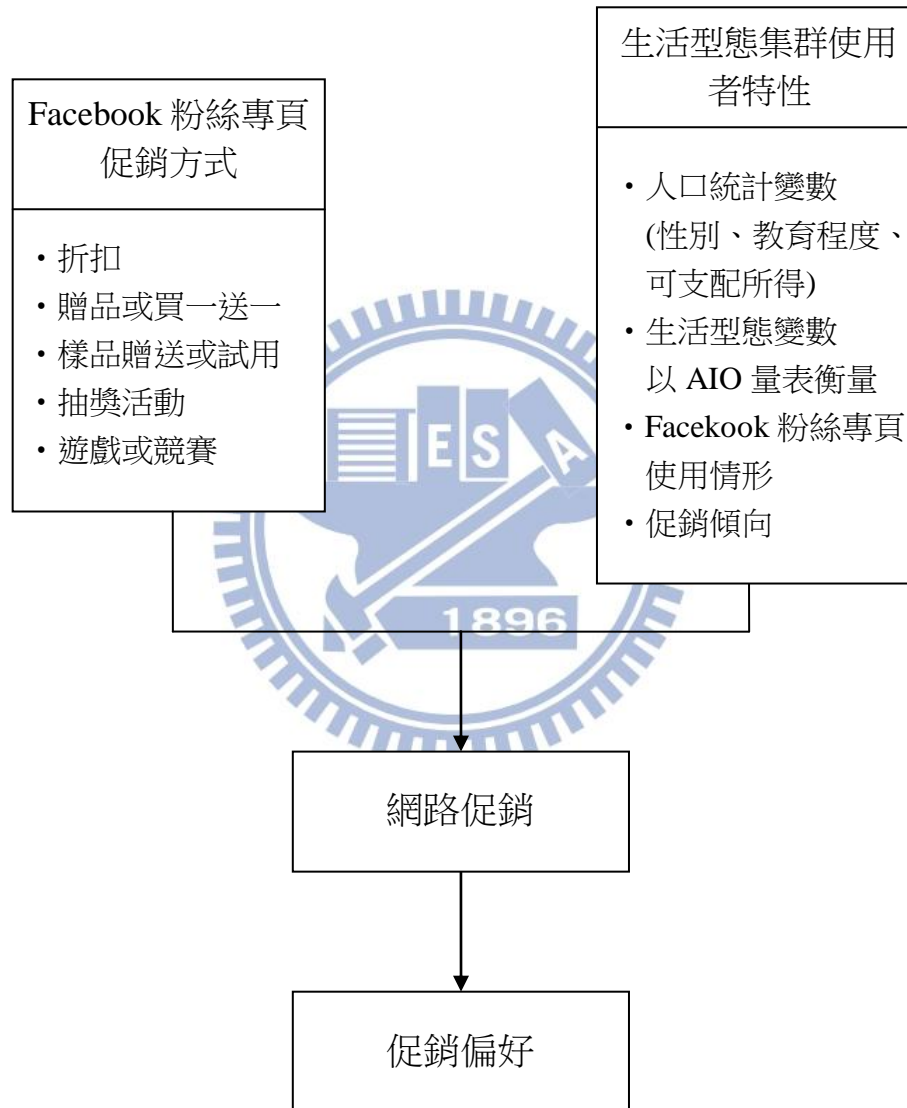 Facebook 粉絲專頁
促銷方式
・折扣
・贈品或買一送一
・樣品贈送或試用
・抽獎活動
・遊戲或競賽
生活型態集群使用
者特性
・人口統計變數
(性別、教育程度、
可支配所得)
・生活型態變數
以 AIO 量表衡量
・Facekook 粉絲專頁
使用情形
・促銷傾向
ESA
1896
網路促銷
促銷偏好